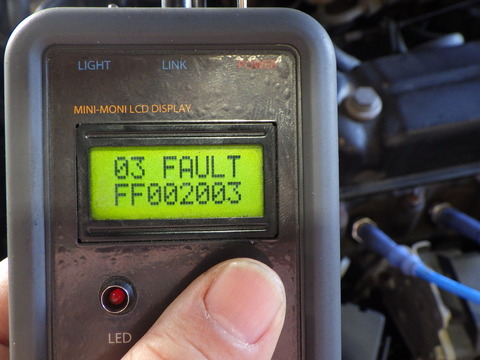 LIGHT LINK POWER
MINI-MONI LCD DISPLAY
03 FAULT
FF002003
LED